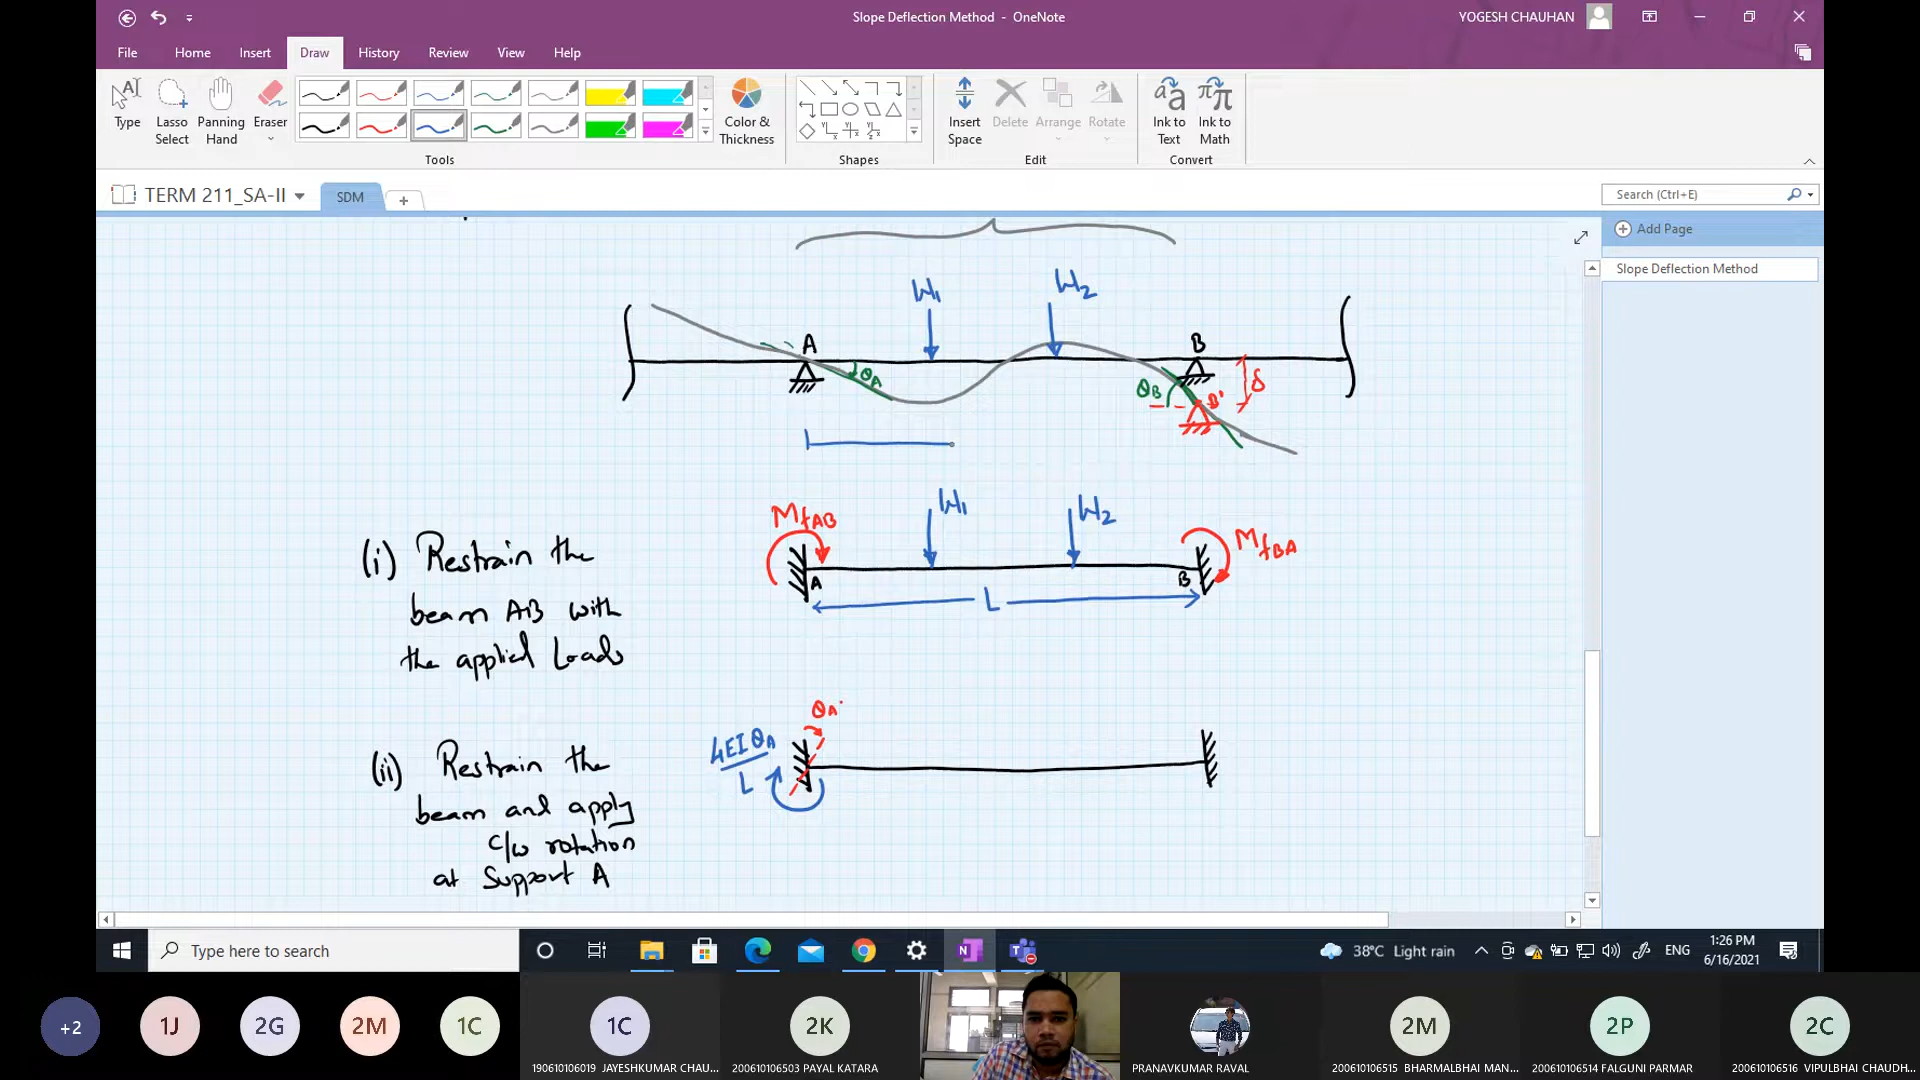 Slope Deflection Method - OneNote
YOGESH CHAUHAN
File Home Insert Draw History Review View Help
Type
Lasso Select
Panning Hand
Eraser
Color & Thickness
Insert Space
Delete
Arrange
Rotate
Ink to Text
Ink to Math
Tools
Shapes
Edit
Convert
TERM 211_SA-II
SDM
Search (Ctrl+E)
Add Page
Slope Deflection Method
W1
W2
A
B
θA
θB
B'
δ
MfAB
W1
W2
MfBA
A
B
L
(i) Restrain the
beam AB with
the applied Loads
θA
4EIθA
L
(ii) Restrain the
beam and apply
c/w rotation
at Support A
Type here to search
38°C Light rain
ENG
1:26 PM
6/16/2021
+2
1J
2G
2M
1C
1C
2K
2M
2P
2C
190610106019 JAYESHKUMAR CHAU...
200610106503 PAYAL KATARA
PRANAVKUMAR RAVAL
200610106515 BHARMALBHAI MAN...
200610106514 FALGUNI PARMAR
200610106516 VIPULBHAI CHAUDH...